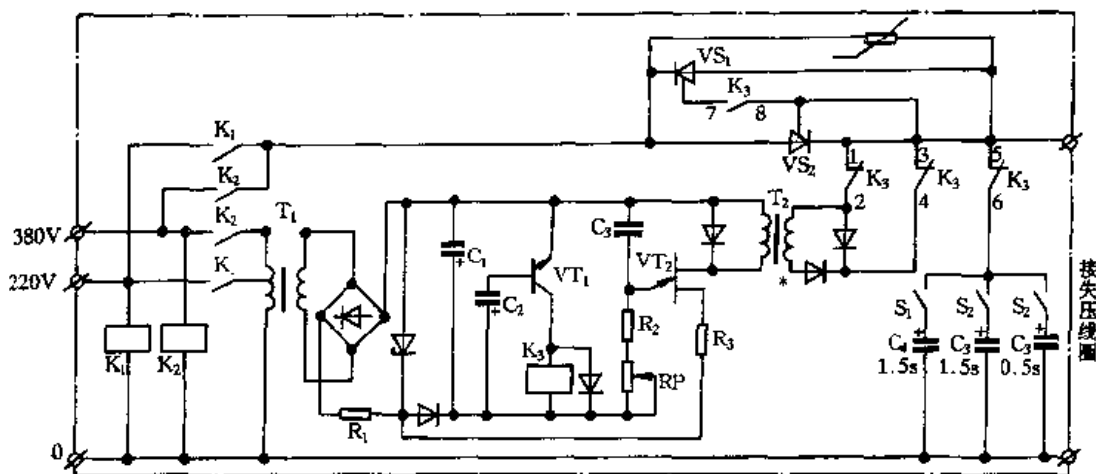 VS₁
K₃
7 8
K₁
VS₂
1 3 5
K₂
K₃ K₃ K₃
2 4 6
K₂ T₁ T₂
380V
C₃
C₁
VT₁ VT₂
K
220V
C₂
*
S₁ S₂ S₂
R₂ R₃
K₁ K₂
K₃
C₄ C₃ C₃
1.5s 1.5s 0.5s
RP
R₁
0
接失压线圈